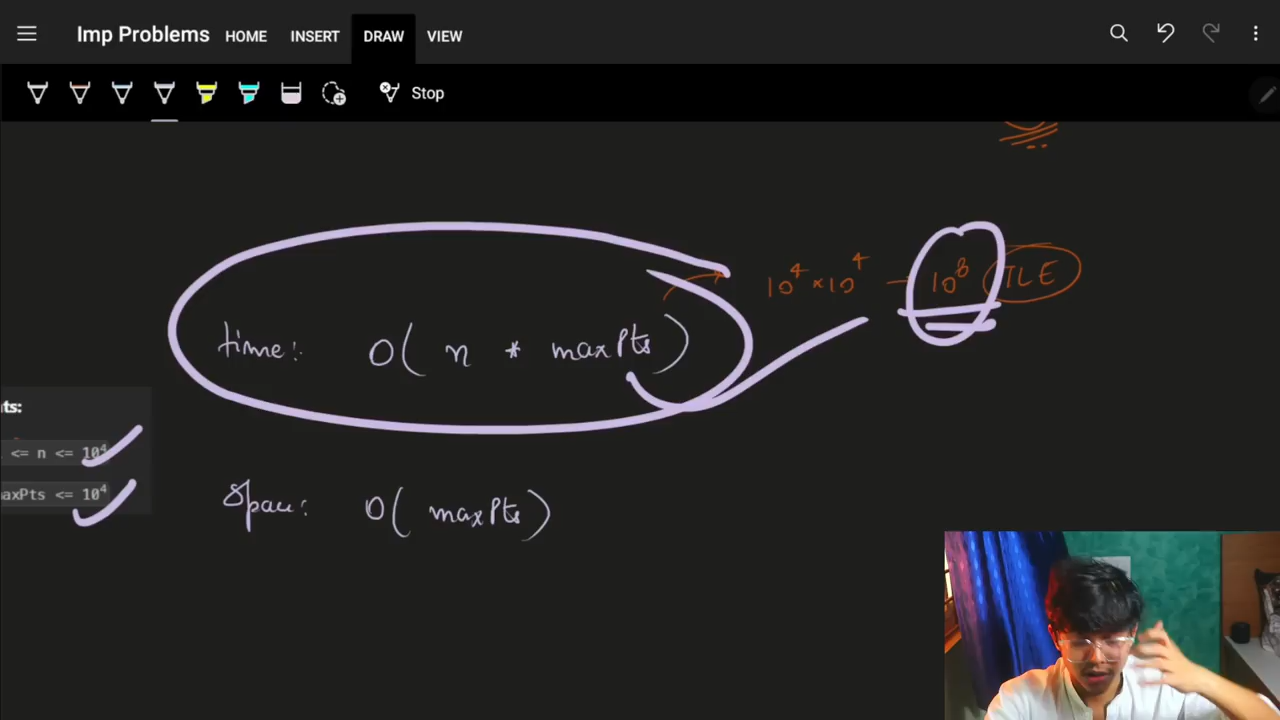 Imp Problems HOME INSERT DRAW VIEW
Stop
10⁴ × 10⁴ - 10⁸ TLE
time: O( n * maxPts )
ts:
<= n <= 10⁴
axPts <= 10⁴
Space: O( maxPts )